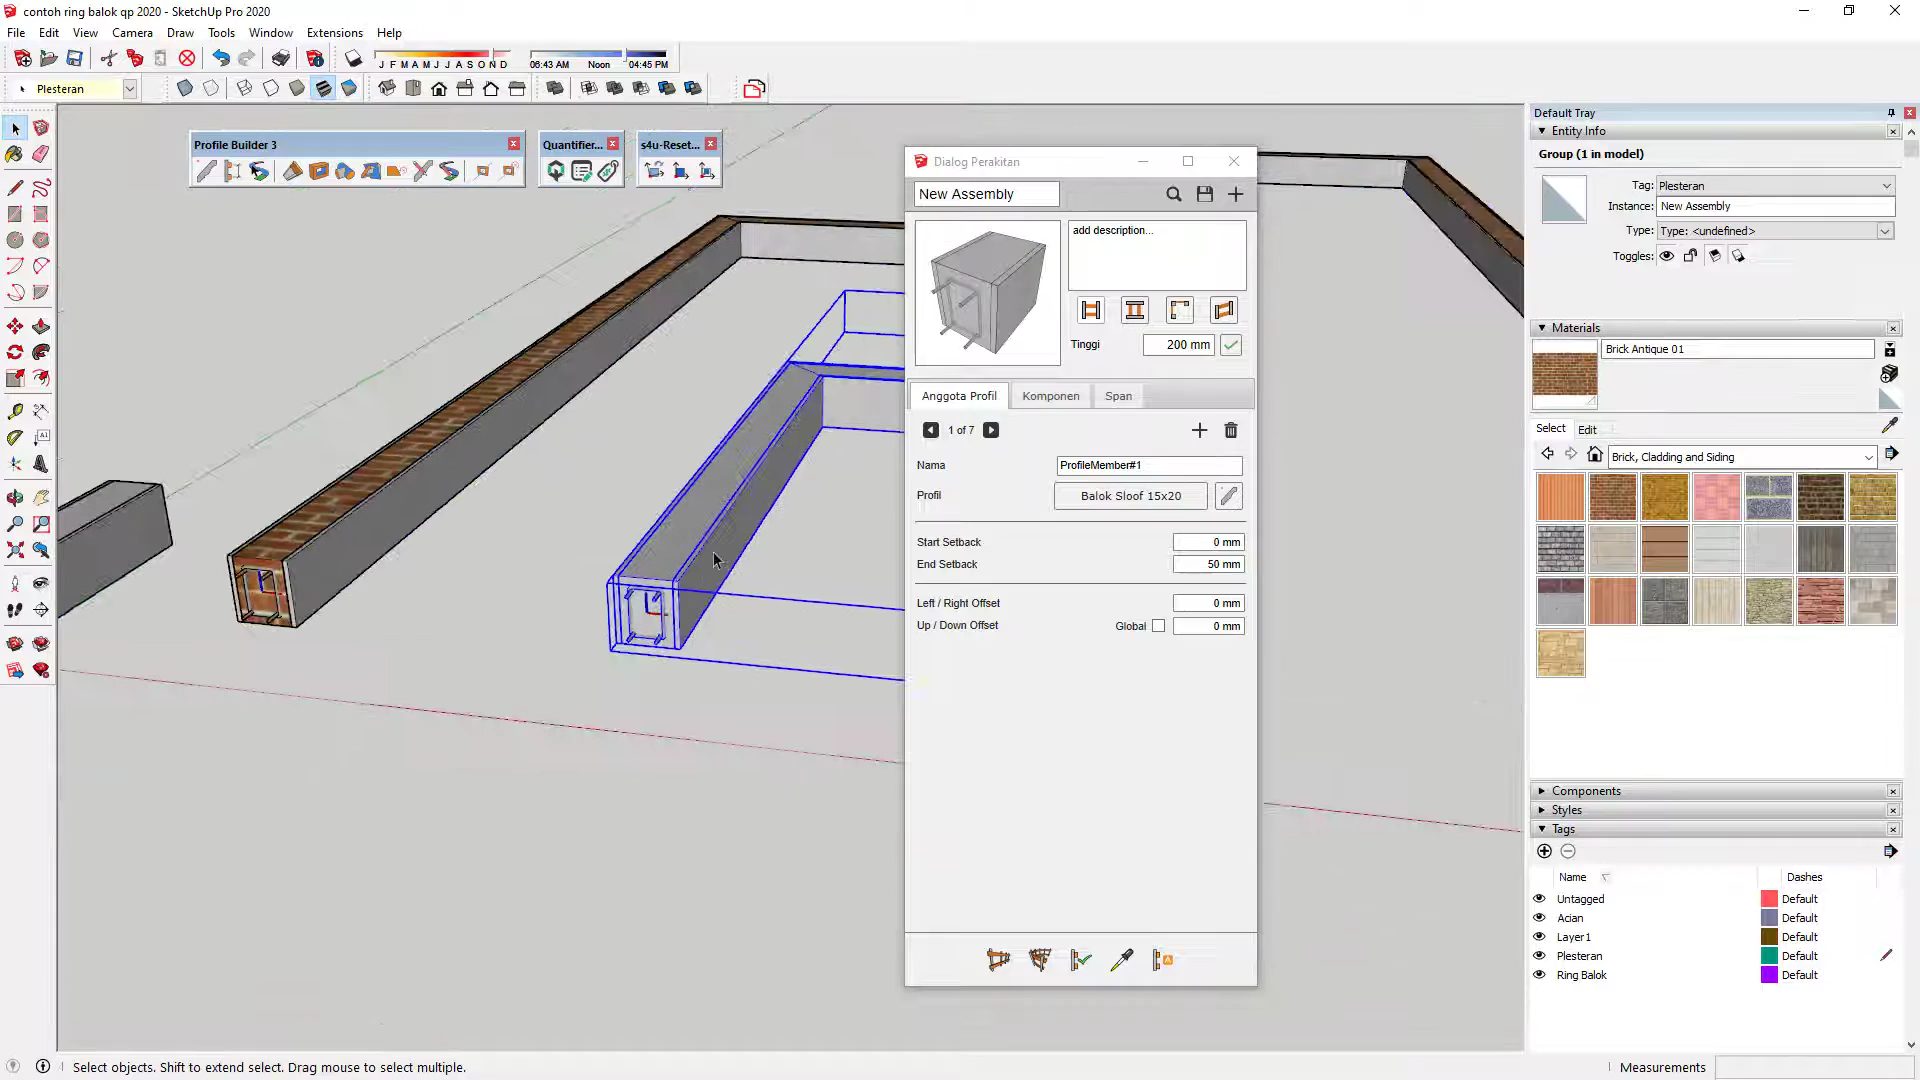 contoh ring balok qp 2020 - SketchUp Pro 2020
File Edit View Camera Draw Tools Window Extensions Help
J F M A M J J A S O N D
06:43 AM Noon 04:45 PM
Plesteran
Profile Builder 3
Quantifier...
s4u-Reset...
Dialog Perakitan
New Assembly
add description...
Tinggi 200 mm
Anggota Profil Komponen Span
1 of 7
Nama ProfileMember#1
Profil Balok Sloof 15x20
Start Setback 0 mm
End Setback 50 mm
Left / Right Offset 0 mm
Up / Down Offset Global 0 mm
Default Tray
Entity Info
Group (1 in model)
Tag: Plesteran
Instance: New Assembly
Type: Type: <undefined>
Toggles:
Materials
Brick Antique 01
Select Edit
Brick, Cladding and Siding
Components
Styles
Tags
Name Dashes
Untagged Default
Acian Default
Layer1 Default
Plesteran Default
Ring Balok Default
Select objects. Shift to extend select. Drag mouse to select multiple.
Measurements